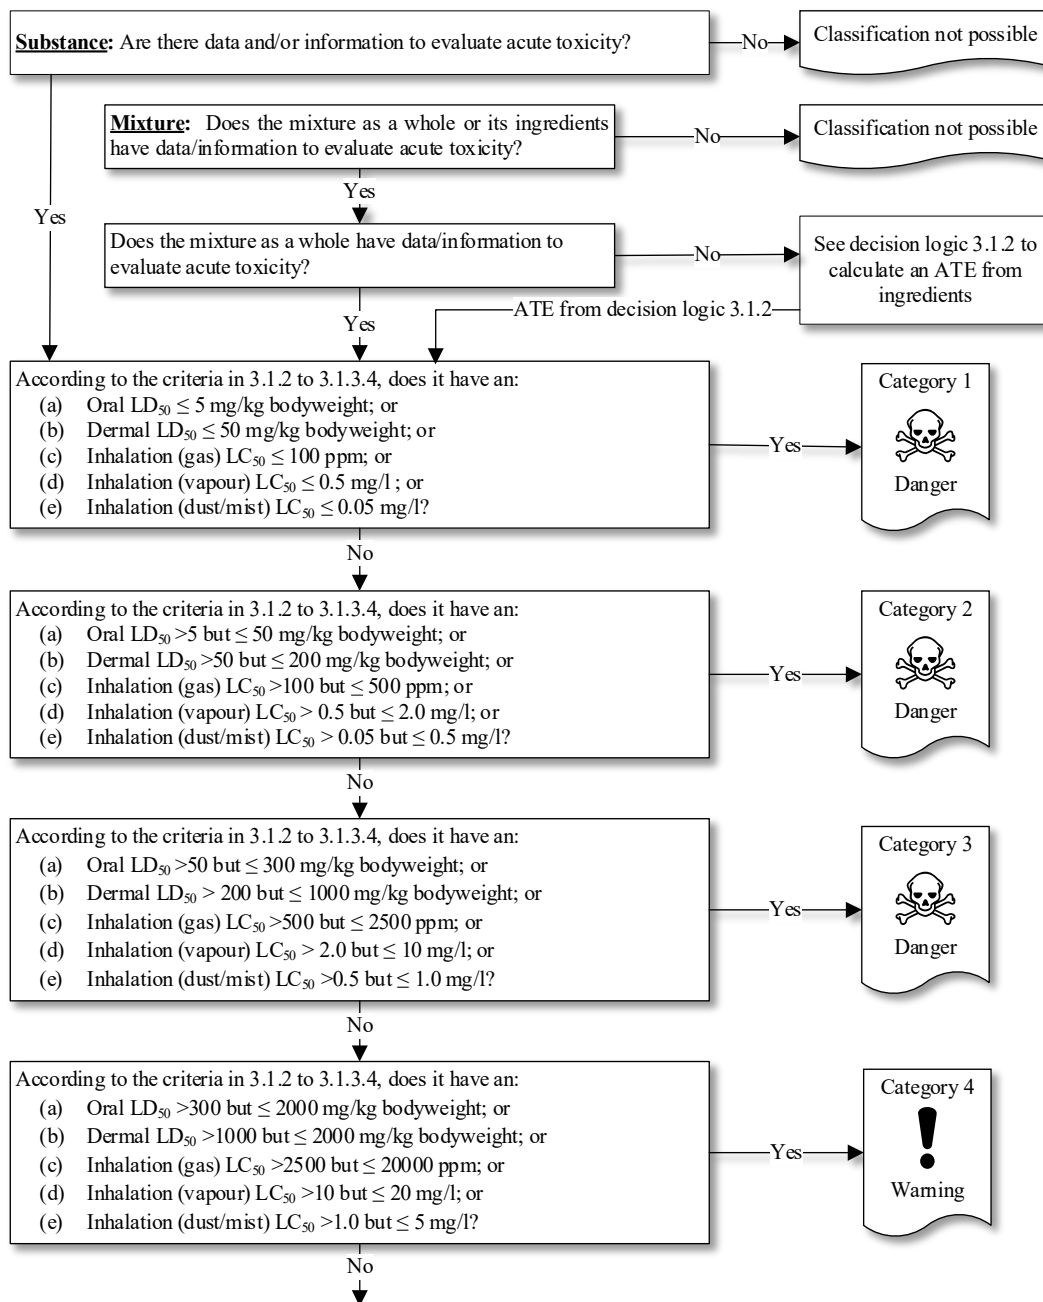 Substance: Are there data and/or information to evaluate acute toxicity?
No
Classification not possible
Mixture: Does the mixture as a whole or its ingredients
have data/information to evaluate acute toxicity?
No
Classification not possible
Yes
Yes
Does the mixture as a whole have data/information to
evaluate acute toxicity?
No
See decision logic 3.1.2 to
calculate an ATE from
ingredients
ATE from decision logic 3.1.2
Yes
According to the criteria in 3.1.2 to 3.1.3.4, does it have an:
(a) Oral LD50 ≤ 5 mg/kg bodyweight; or
(b) Dermal LD50 ≤ 50 mg/kg bodyweight; or
(c) Inhalation (gas) LC50 ≤ 100 ppm; or
(d) Inhalation (vapour) LC50 ≤ 0.5 mg/l ; or
(e) Inhalation (dust/mist) LC50 ≤ 0.05 mg/l?
Yes
Category 1
Danger
No
According to the criteria in 3.1.2 to 3.1.3.4, does it have an:
(a) Oral LD50 >5 but ≤ 50 mg/kg bodyweight; or
(b) Dermal LD50 >50 but ≤ 200 mg/kg bodyweight; or
(c) Inhalation (gas) LC50 >100 but ≤ 500 ppm; or
(d) Inhalation (vapour) LC50 > 0.5 but ≤ 2.0 mg/l; or
(e) Inhalation (dust/mist) LC50 > 0.05 but ≤ 0.5 mg/l?
Yes
Category 2
Danger
No
According to the criteria in 3.1.2 to 3.1.3.4, does it have an:
(a) Oral LD50 >50 but ≤ 300 mg/kg bodyweight; or
(b) Dermal LD50 > 200 but ≤ 1000 mg/kg bodyweight; or
(c) Inhalation (gas) LC50 >500 but ≤ 2500 ppm; or
(d) Inhalation (vapour) LC50 > 2.0 but ≤ 10 mg/l; or
(e) Inhalation (dust/mist) LC50 >0.5 but ≤ 1.0 mg/l?
Yes
Category 3
Danger
No
According to the criteria in 3.1.2 to 3.1.3.4, does it have an:
(a) Oral LD50 >300 but ≤ 2000 mg/kg bodyweight; or
(b) Dermal LD50 >1000 but ≤ 2000 mg/kg bodyweight; or
(c) Inhalation (gas) LC50 >2500 but ≤ 20000 ppm; or
(d) Inhalation (vapour) LC50 >10 but ≤ 20 mg/l; or
(e) Inhalation (dust/mist) LC50 >1.0 but ≤ 5 mg/l?
Yes
Category 4
Warning
No